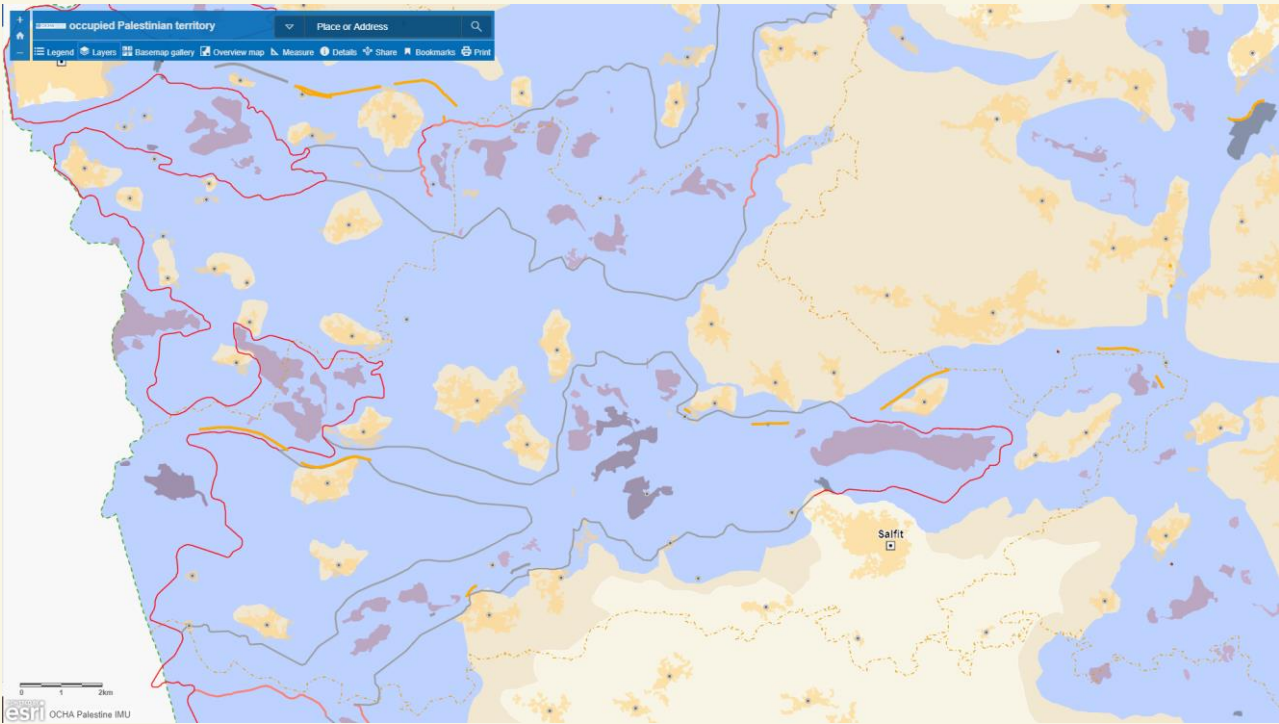 occupied Palestinian territory
Place or Address
Legend Layers Basemap gallery Overview map Measure Details Share Bookmarks Print
Salfit
0 1 2km
esri OCHA Palestine IMU